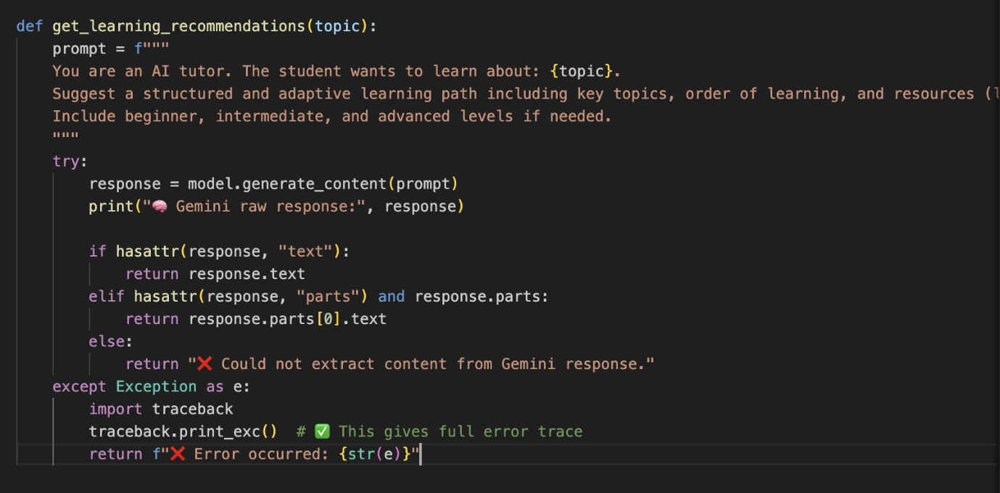 def get_learning_recommendations(topic):
    prompt = f"""
    You are an AI tutor. The student wants to learn about: {topic}.
    Suggest a structured and adaptive learning path including key topics, order of learning, and resources (
    Include beginner, intermediate, and advanced levels if needed.
    """
    try:
        response = model.generate_content(prompt)
        print("🧠 Gemini raw response:", response)
        if hasattr(response, "text"):
            return response.text
        elif hasattr(response, "parts") and response.parts:
            return response.parts[0].text
        else:
            return "❌ Could not extract content from Gemini response."
    except Exception as e:
        import traceback
        traceback.print_exc()  # ✅ This gives full error trace
        return f"❌ Error occurred: {str(e)}"